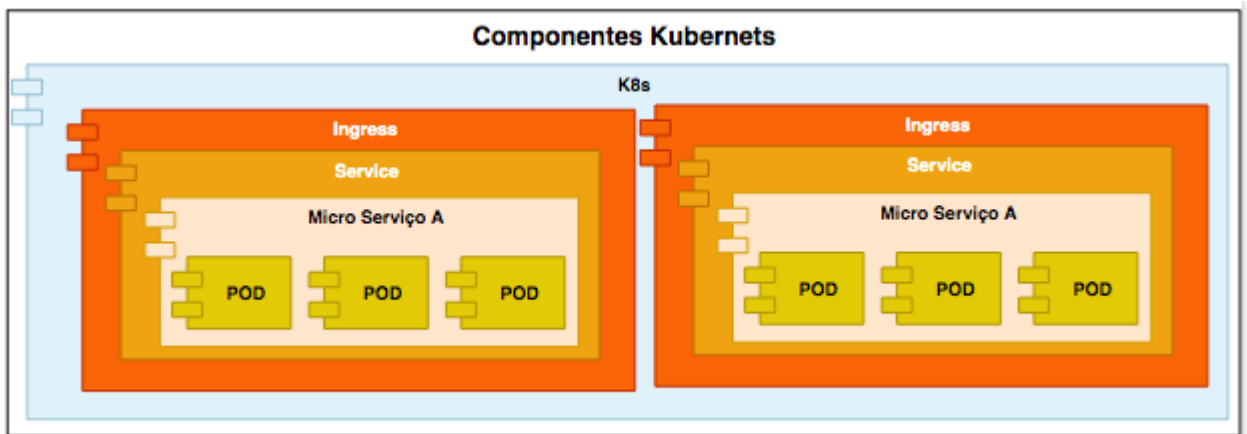 Componentes Kubernets
K8s
Ingress
Service
Micro Serviço A
POD
POD
POD
Ingress
Service
Micro Serviço A
POD
POD
POD